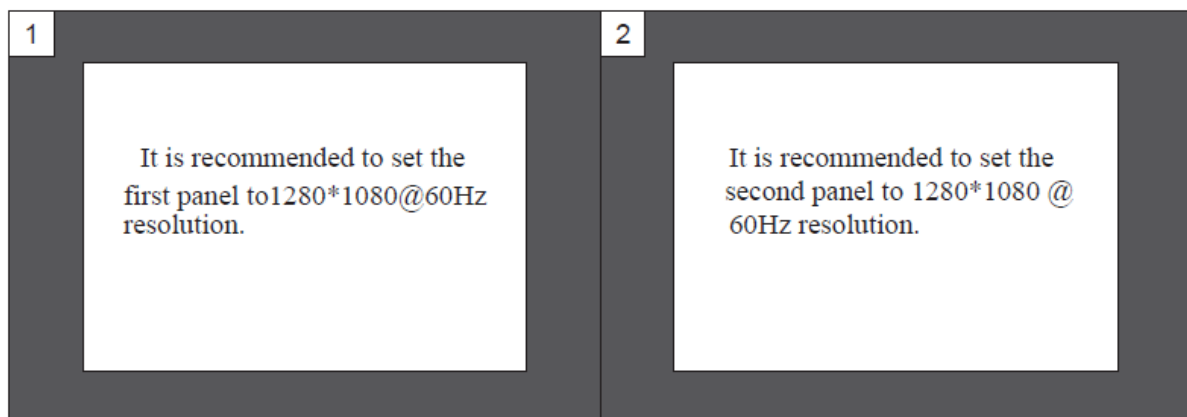 1
It is recommended to set the
first panel to1280*1080@60Hz
resolution.
2
It is recommended to set the
second panel to 1280*1080 @
60Hz resolution.